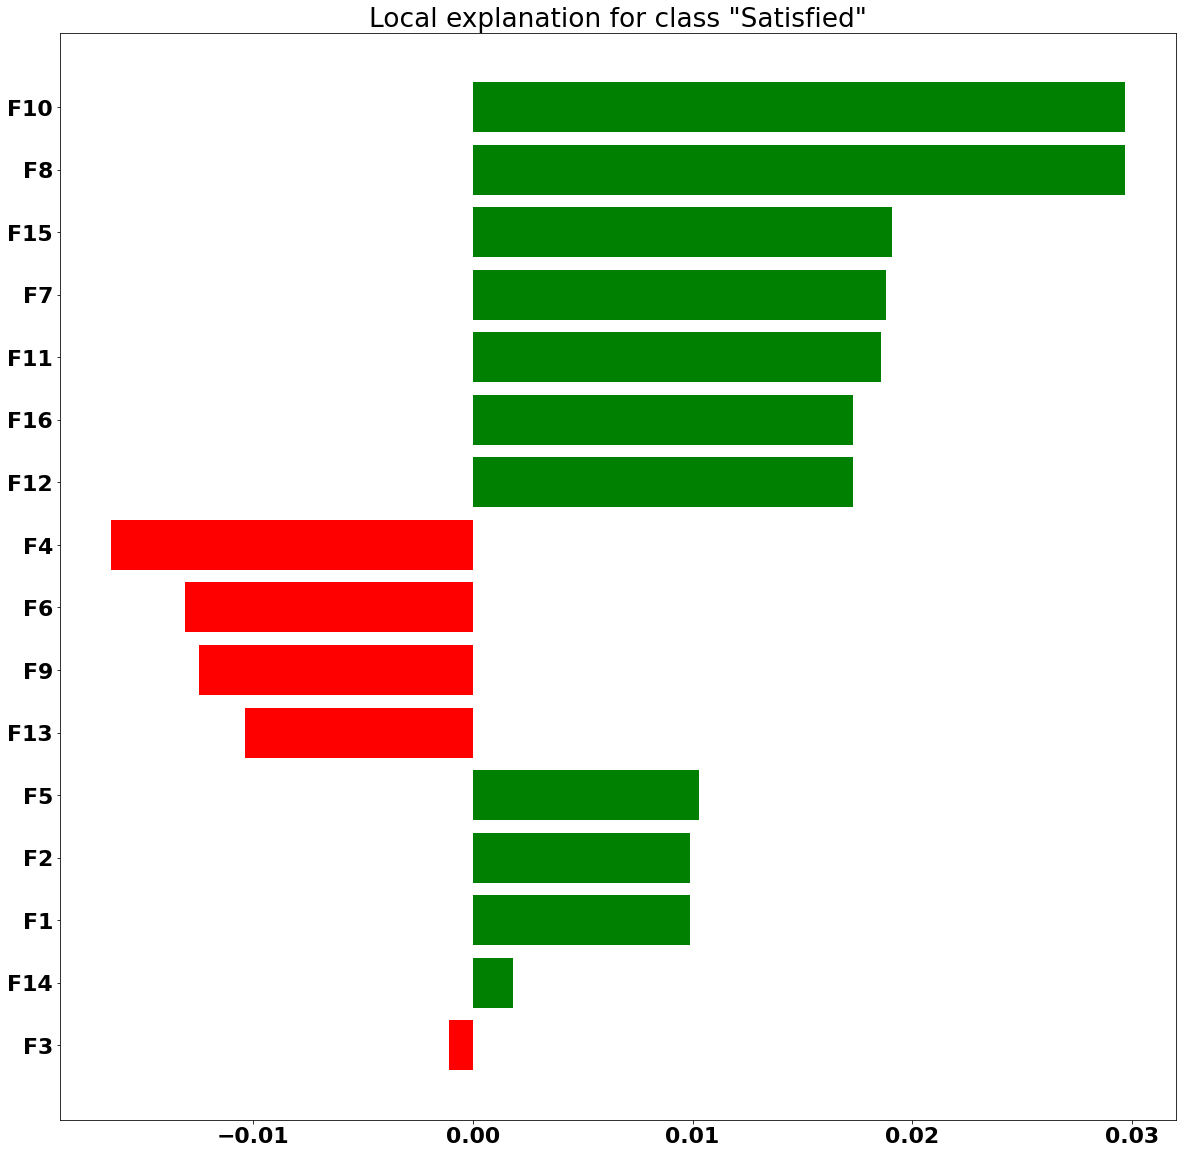 Local explanation for class "Satisfied"
F10
F8
F15
F7
F11
F16
F12
F4
F6
F9
F13
F5
F2
F1
F14
F3
−0.01 0.00 0.01 0.02 0.03